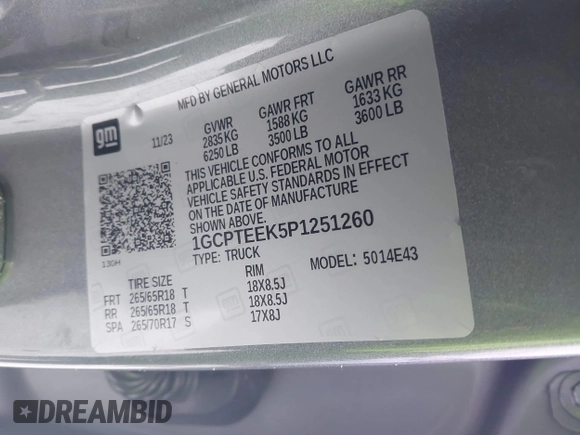 MFD BY GENERAL MOTORS LLC
gm
11/23
GVWR GAWR FRT GAWR RR
2835 KG 1588 KG 1633 KG
6250 LB 3500 LB 3600 LB
THIS VEHICLE CONFORMS TO ALL
APPLICABLE U.S. FEDERAL MOTOR
VEHICLE SAFETY STANDARDS IN EFFECT
ON THE DATE OF MANUFACTURE
1GCPTEEK5P1251260
TYPE: TRUCK MODEL: 5014E43
13GH
TIRE SIZE RIM
FRT 265/65R18 T 18X8.5J
RR 265/65R18 T 18X8.5J
SPA 265/70R17 S 17X8J
DREAMBID